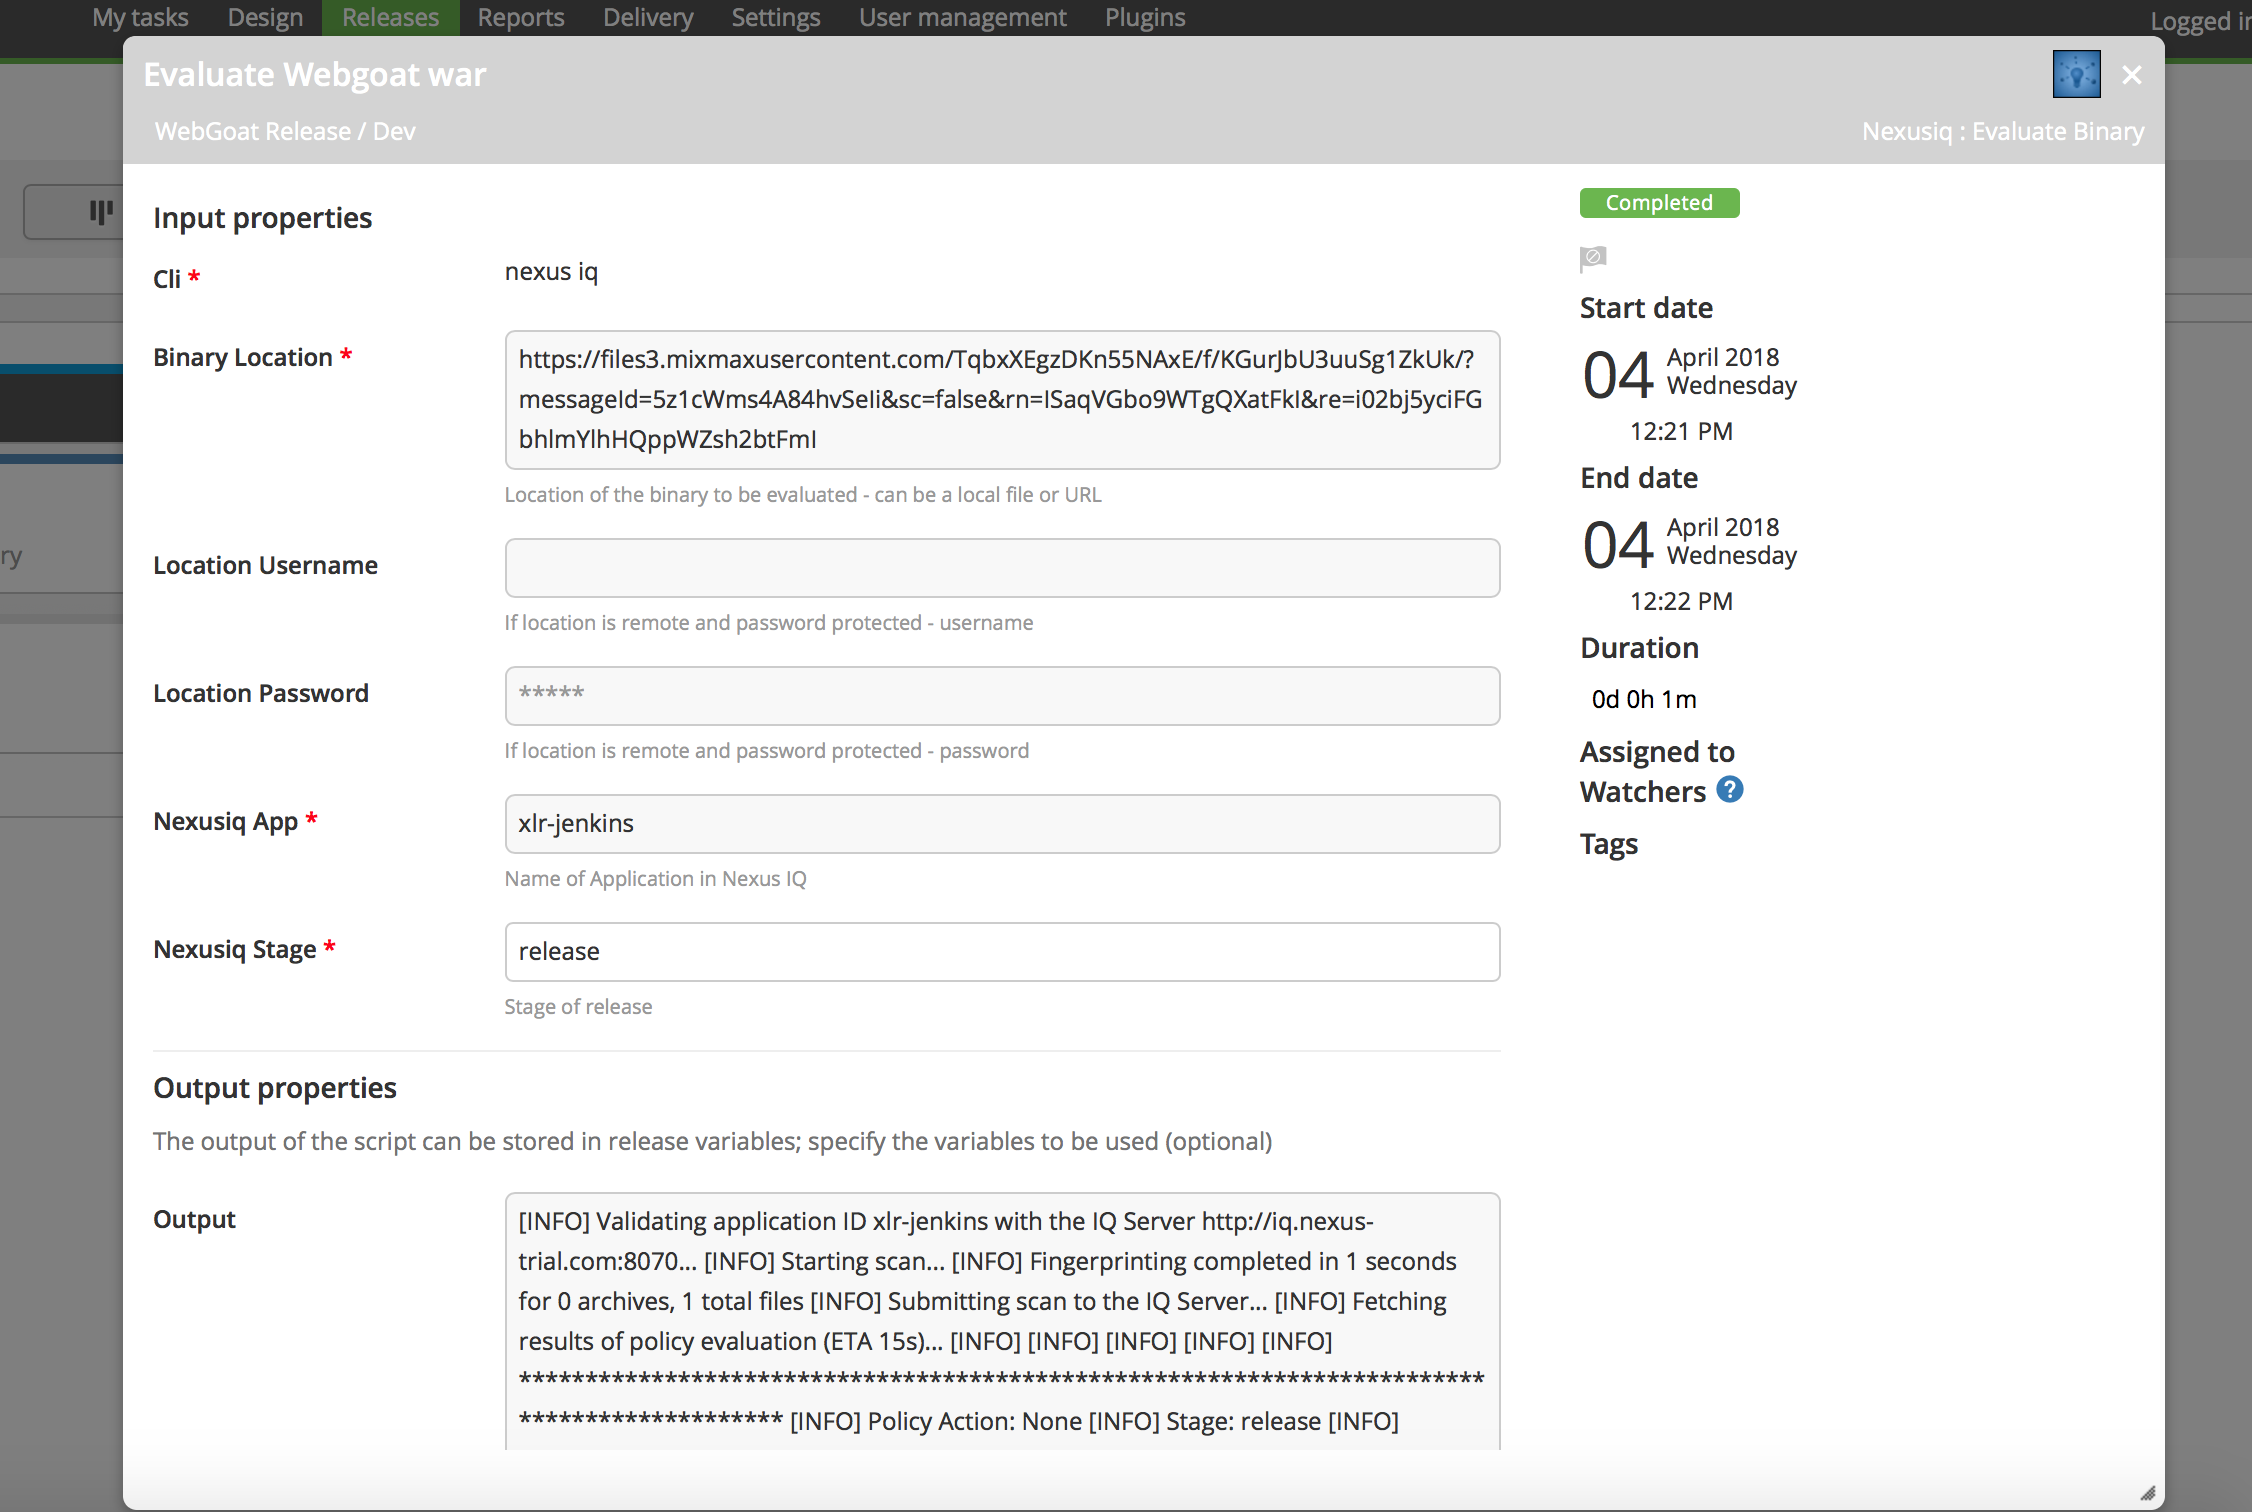 My tasks Design Releases Reports Delivery Settings User management Plugins Logged in
Evaluate Webgoat war
WebGoat Release / Dev Nexusiq : Evaluate Binary
Input properties
Cli * nexus iq
Binary Location *
https://files3.mixmaxusercontent.com/TqbxXEgzDKn55NAxE/f/KGurJbU3uuSg1ZkUk/?
messageId=5z1cWms4A84hvSeIi&sc=false&rn=ISaqVGbo9WTgQXatFkI&re=i02bj5yciFG
bhlmYlhHQppWZsh2btFmI
Location of the binary to be evaluated - can be a local file or URL
Location Username
If location is remote and password protected - username
Location Password *****
If location is remote and password protected - password
Nexusiq App * xlr-jenkins
Name of Application in Nexus IQ
Nexusiq Stage * release
Stage of release
Output properties
The output of the script can be stored in release variables; specify the variables to be used (optional)
Output
[INFO] Validating application ID xlr-jenkins with the IQ Server http://iq.nexus-
trial.com:8070... [INFO] Starting scan... [INFO] Fingerprinting completed in 1 seconds
for 0 archives, 1 total files [INFO] Submitting scan to the IQ Server... [INFO] Fetching
results of policy evaluation (ETA 15s)... [INFO] [INFO] [INFO] [INFO] [INFO]
*************************************************************************
******************** [INFO] Policy Action: None [INFO] Stage: release [INFO]
Completed
Start date
04 April 2018
Wednesday
12:21 PM
End date
04 April 2018
Wednesday
12:22 PM
Duration
0d 0h 1m
Assigned to
Watchers ?
Tags
ry